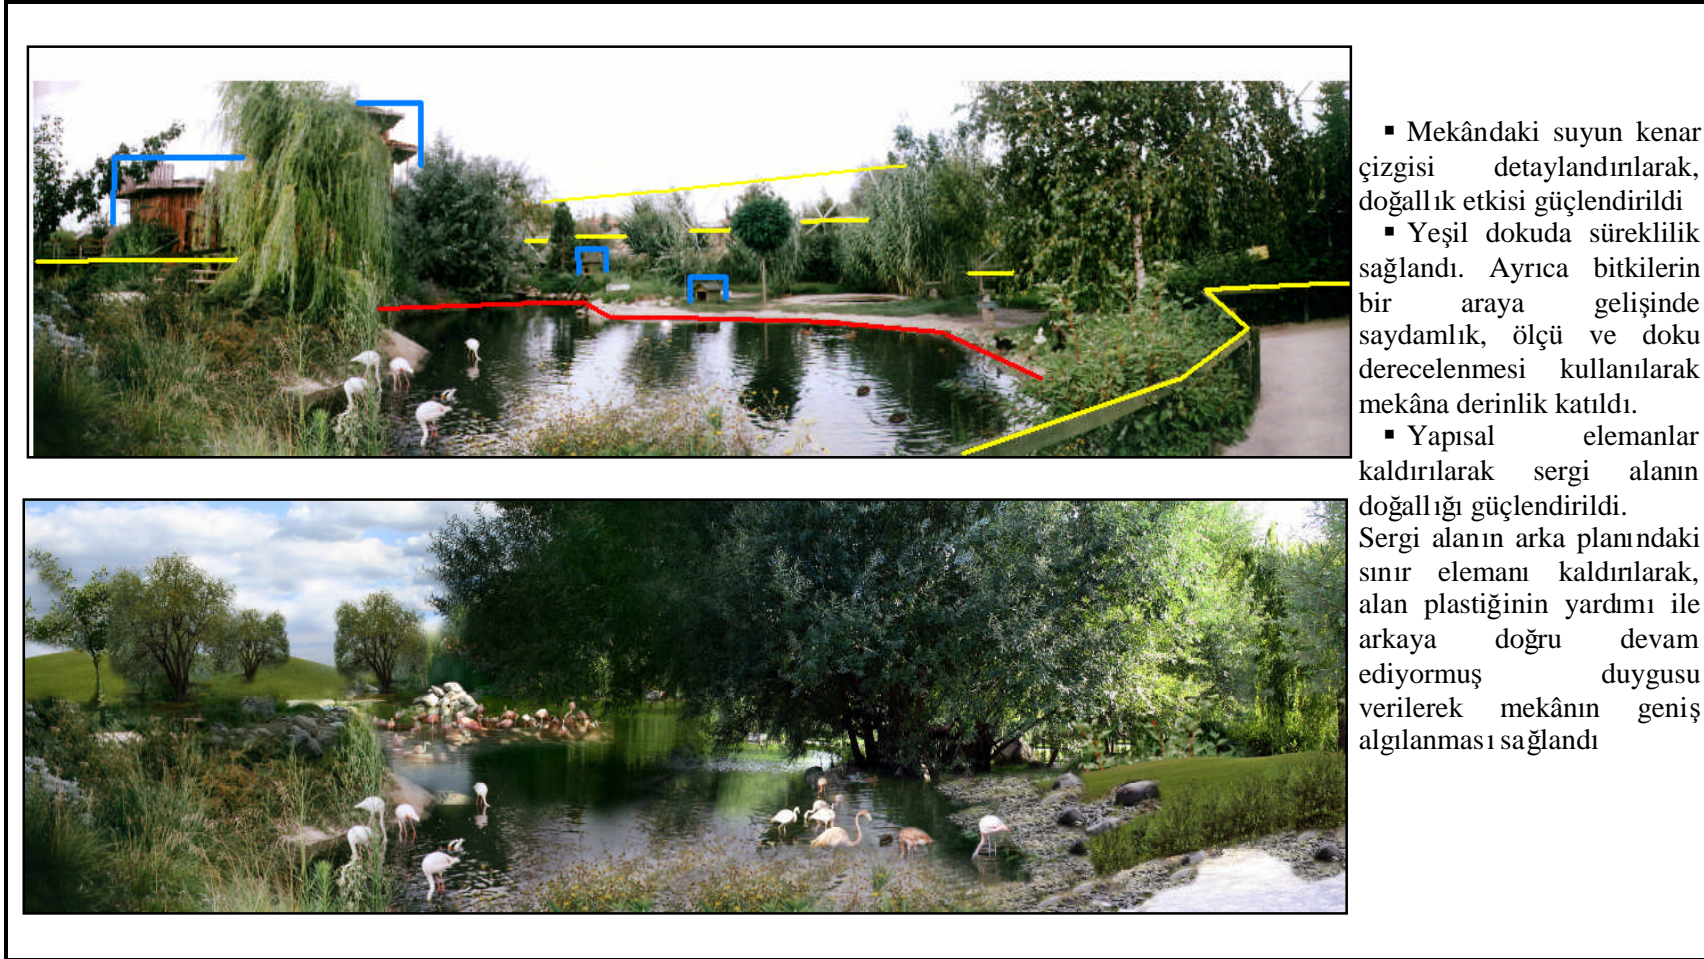 ▪ Mekândaki suyun kenar
çizgisi detaylandırılarak,
doğallık etkisi güçlendirildi
▪ Yeşil dokuda süreklilik
sağlandı. Ayrıca bitkilerin
bir araya gelişinde
saydamlık, ölçü ve doku
derecelenmesi kullanılarak
mekâna derinlik katıldı.
▪ Yapısal elemanlar
kaldırılarak sergi alanın
doğallığı güçlendirildi.
Sergi alanın arka planındaki
sınır elemanı kaldırılarak,
alan plastiğinin yardımı ile
arkaya doğru devam
ediyormuş duygusu
verilerek mekânın geniş
algılanması sağlandı